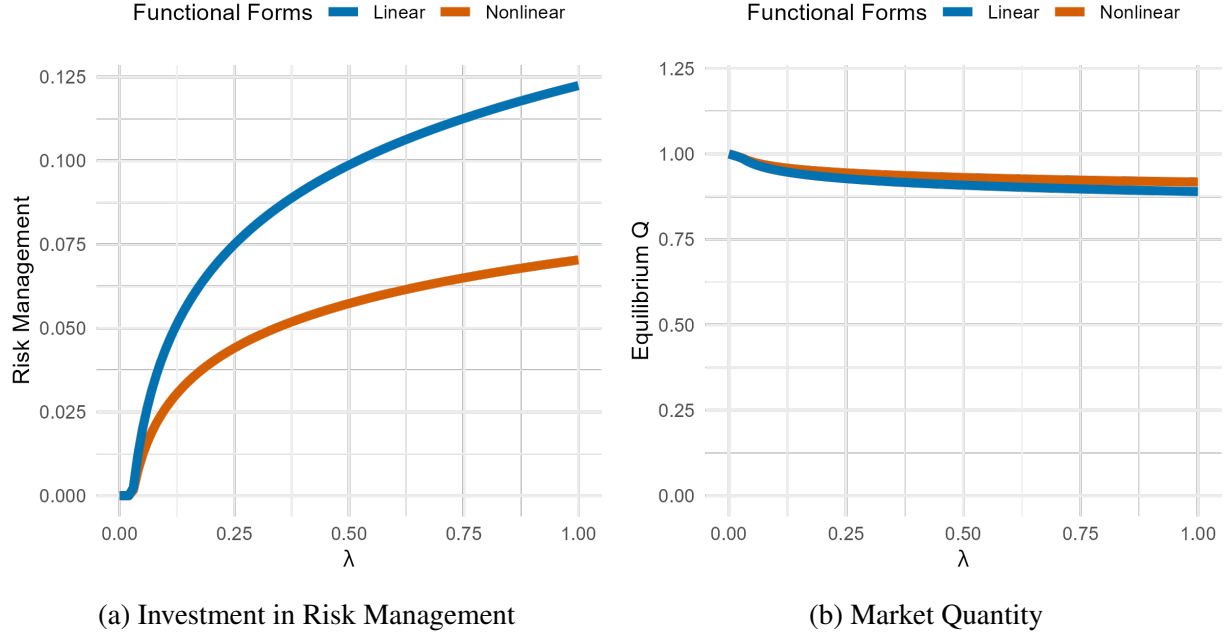 Functional Forms Linear Nonlinear
Risk Management
0.125
0.100
0.075
0.050
0.025
0.000
0.00 0.25 0.50 0.75 1.00
λ
(a) Investment in Risk Management
Functional Forms Linear Nonlinear
Equilibrium Q
1.25
1.00
0.75
0.50
0.25
0.00
0.00 0.25 0.50 0.75 1.00
λ
(b) Market Quantity